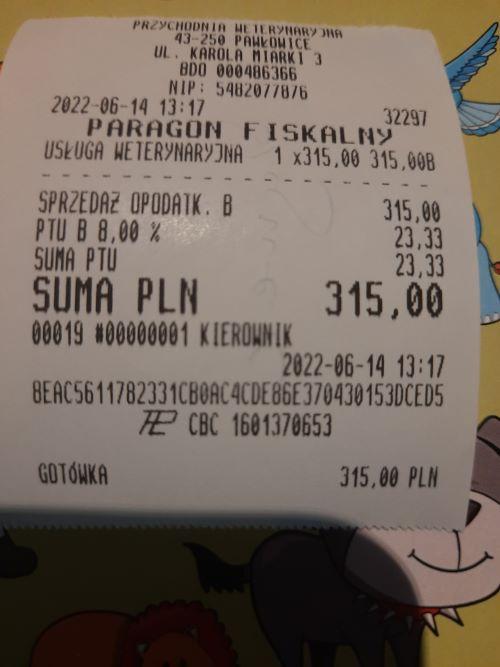 PRZYCHODNIA WETERYNARYJNA
43-250 PAWŁOWICE
UL. KAROLA MIARKI 3
BDO 000486366
NIP: 5482077876
2022-06-14 13:17 32297
PARAGON FISKALNY
USŁUGA WETERYNARYJNA 1 x315,00 315,00B
SPRZEDAŻ OPODATK. B 315,00
PTU B 8,00 % 23,33
SUMA PTU 23,33
SUMA PLN 315,00
00019 #00000001 KIEROWNIK
2022-06-14 13:17
8EAC5611782331CB0AC4CDE86E370430153DCED5
CBC 1601370653
GOTÓWKA 315,00 PLN